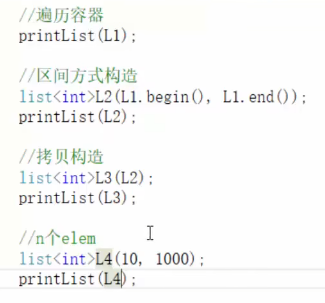 //遍历容器
printList(L1);
//区间方式构造
list<int>L2(L1.begin(), L1.end());
printList(L2);
//拷贝构造
list<int>L3(L2);
printList(L3);
//n个elem
list<int>L4(10, 1000);
printList(L4);